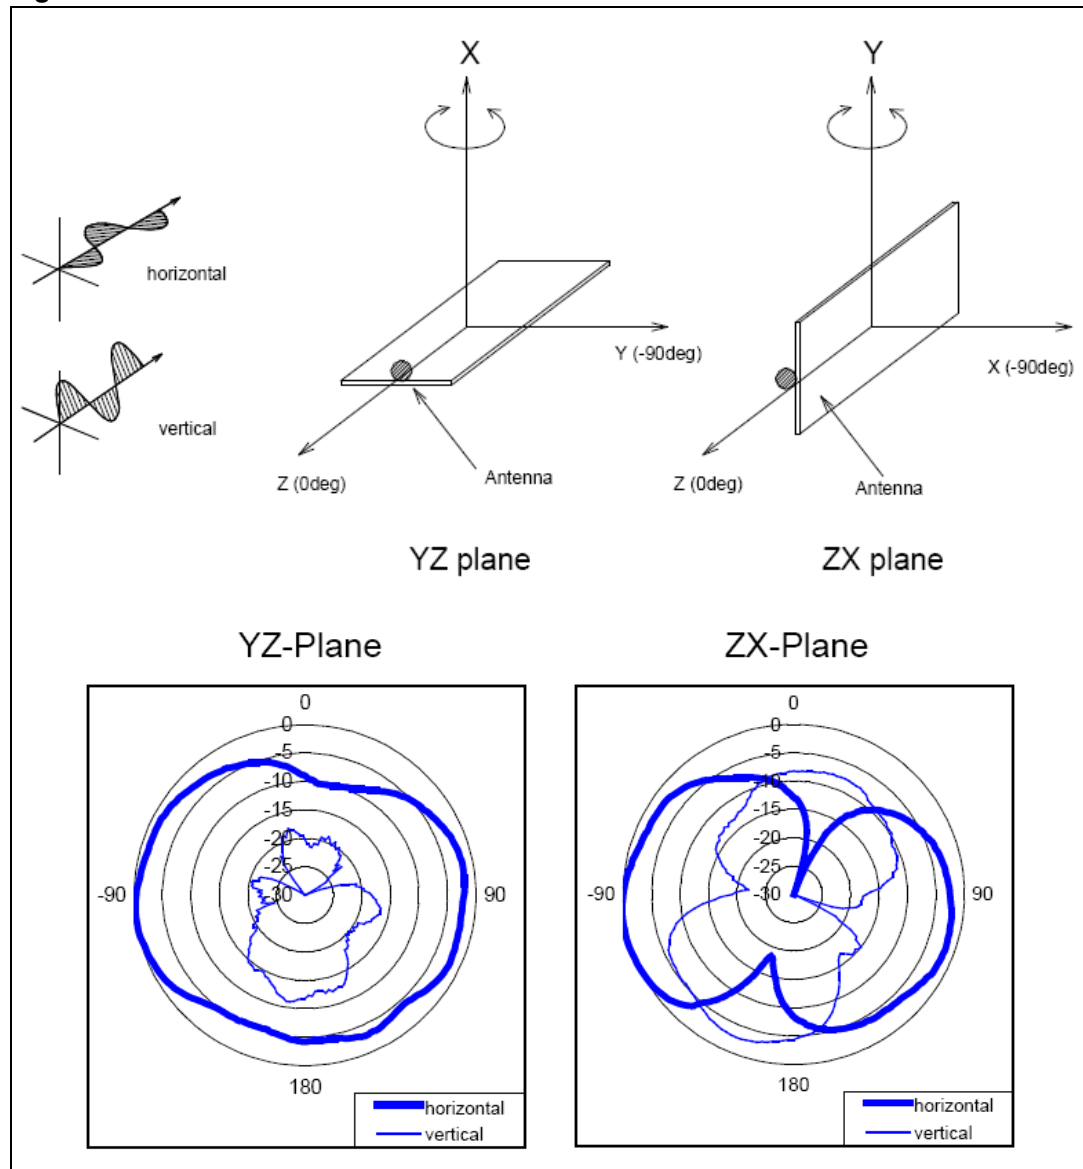 X
Y
horizontal
vertical
Y (-90deg)
X (-90deg)
Z (0deg)
Antenna
Z (0deg)
Antenna
YZ plane
ZX plane
YZ-Plane
ZX-Plane
0
0
-5
-10
-15
-20
-25
-30
-90
90
180
horizontal
vertical
0
0
-5
-10
-15
-20
-25
-30
-90
90
180
horizontal
vertical